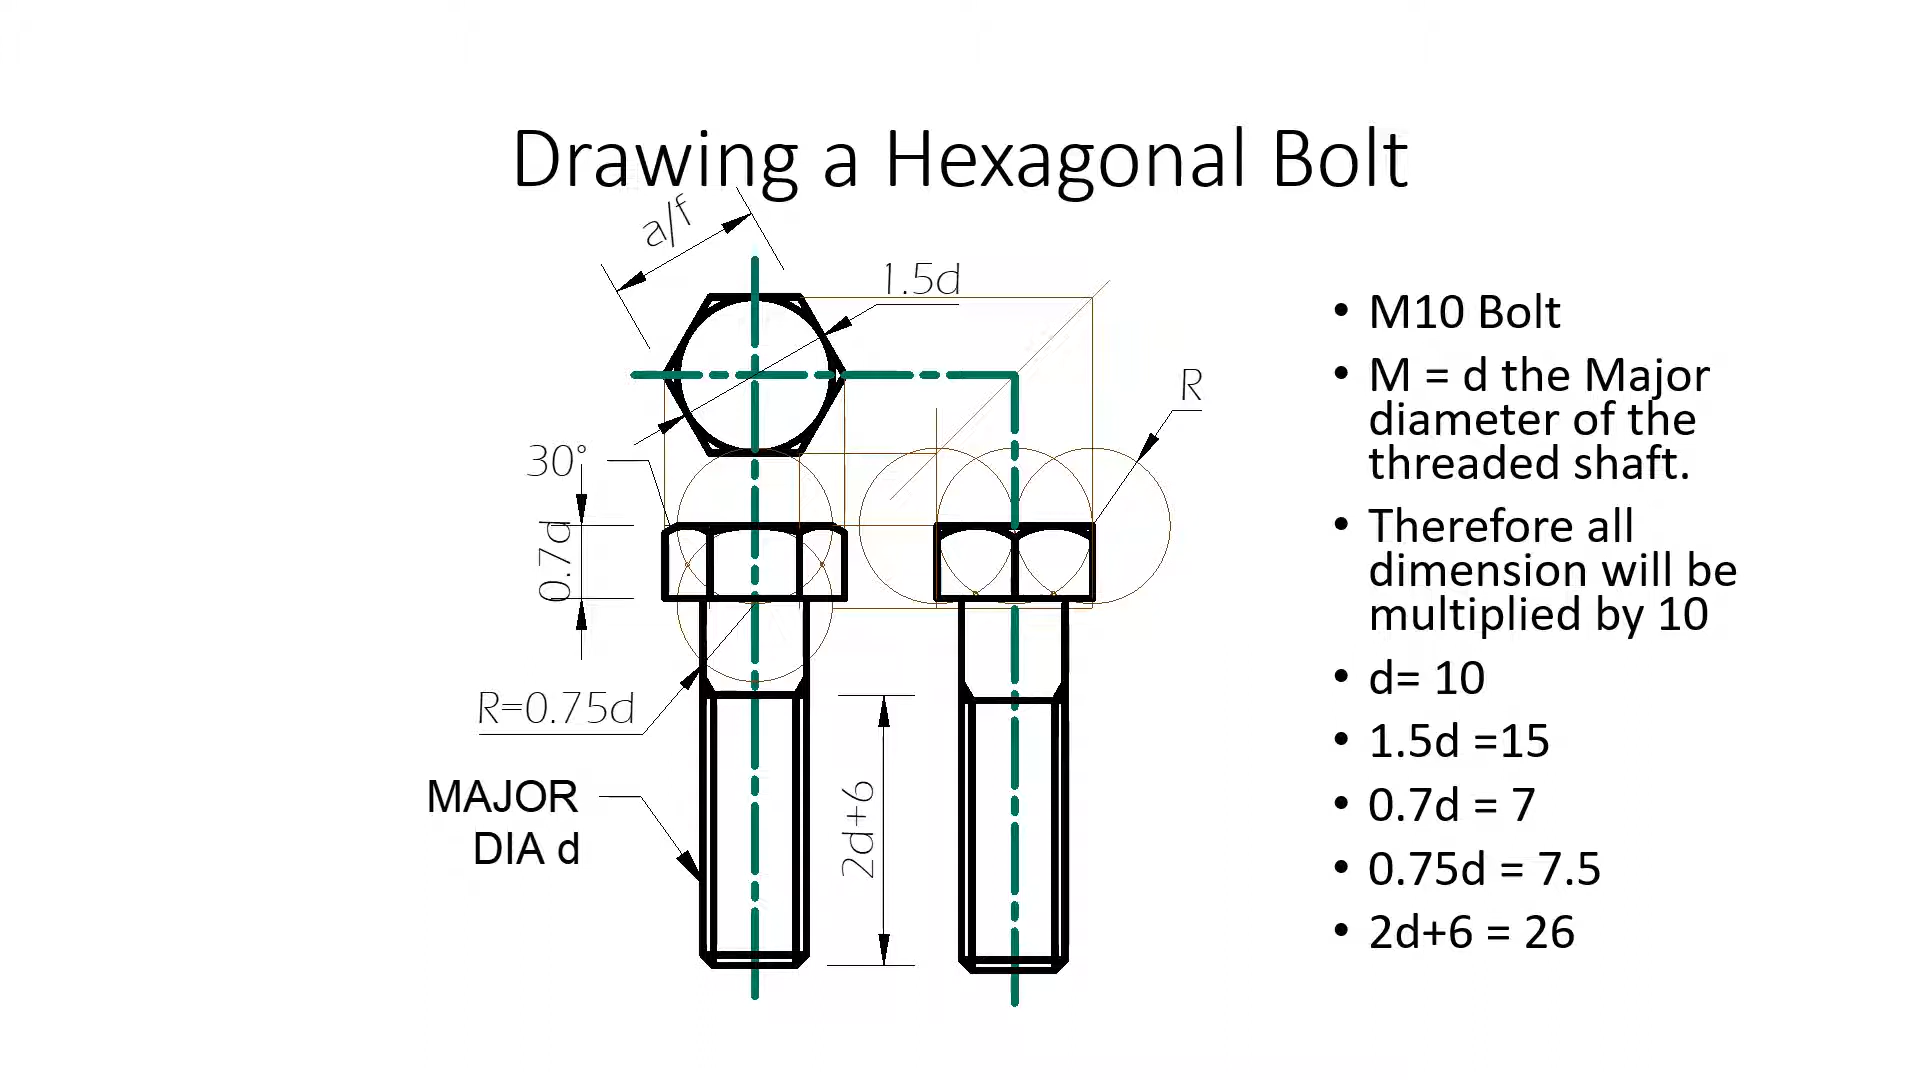 Drawing a Hexagonal Bolt
a/f
1.5d
R
30°
0.7d
R=0.75d
MAJOR
DIA d
2d+6
• M10 Bolt
• M = d the Major
diameter of the
threaded shaft.
• Therefore all
dimension will be
multiplied by 10
• d= 10
• 1.5d =15
• 0.7d = 7
• 0.75d = 7.5
• 2d+6 = 26